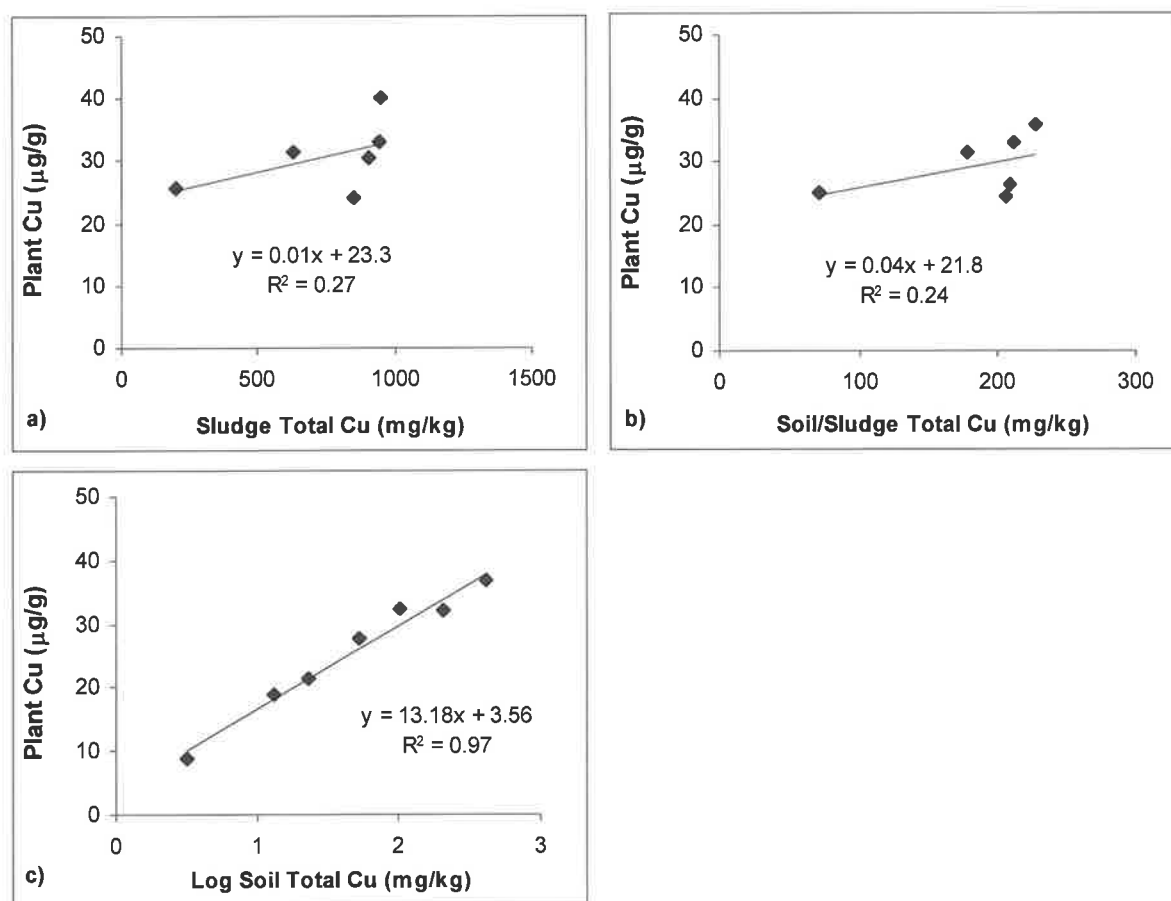 50
40
30
20
10
0
Plant Cu (µg/g)
y = 0.01x + 23.3
R² = 0.27
0 500 1000 1500
a) Sludge Total Cu (mg/kg)
50
40
30
20
10
0
Plant Cu (µg/g)
y = 0.04x + 21.8
R² = 0.24
0 100 200 300
b) Soil/Sludge Total Cu (mg/kg)
50
40
30
20
10
0
Plant Cu (µg/g)
y = 13.18x + 3.56
R² = 0.97
0 1 2 3
c) Log Soil Total Cu (mg/kg)